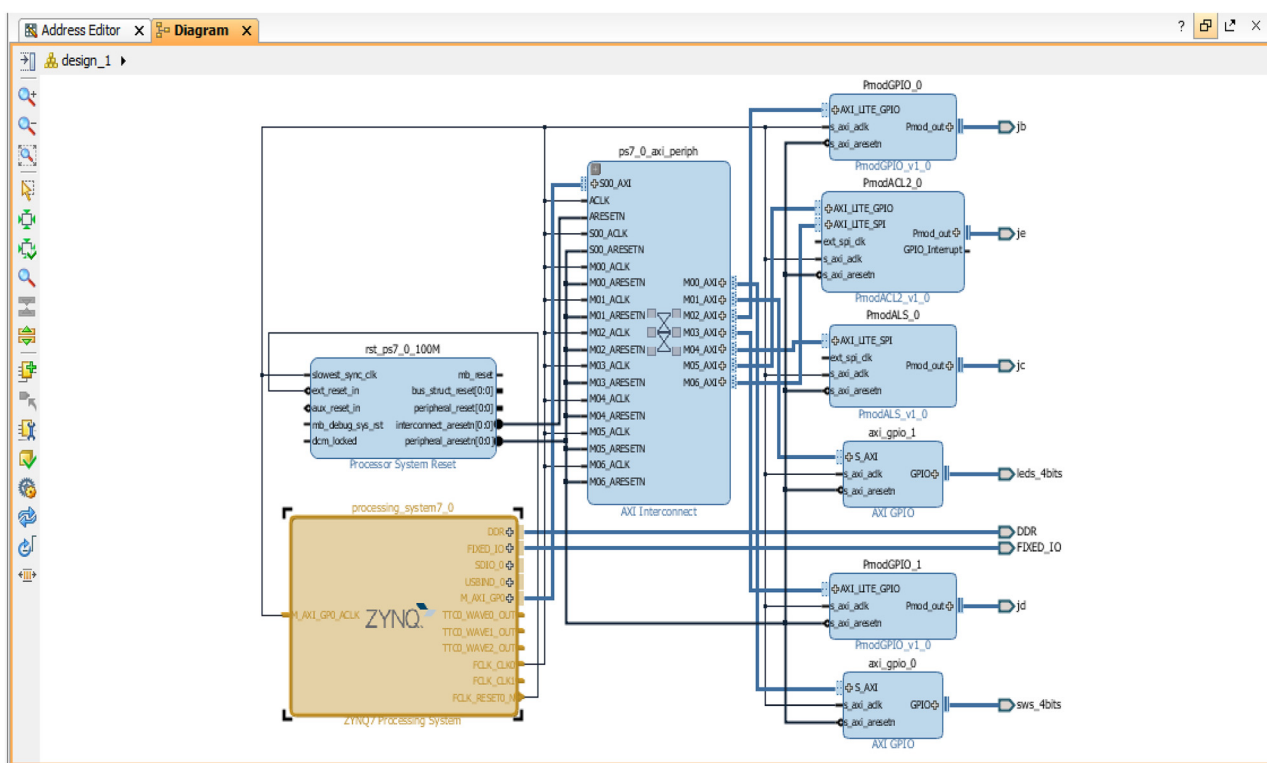 Address Editor
Diagram
?
design_1
PmodGPIO_0
AXI_LITE_GPIO
s_axi_aclk
Pmod_out
s_axi_aresetn
PmodGPIO_v1_0
jb
PmodACL2_0
AXI_LITE_GPIO
AXI_LITE_SPI
ext_spi_clk
Pmod_out
GPIO_Interrupt
s_axi_aclk
s_axi_aresetn
PmodACL2_v1_0
je
PmodALS_0
AXI_LITE_SPI
ext_spi_clk
Pmod_out
s_axi_aclk
s_axi_aresetn
PmodALS_v1_0
jc
axi_gpio_1
S_AXI
s_axi_aclk
GPIO
s_axi_aresetn
AXI GPIO
leds_4bits
DDR
FIXED_IO
PmodGPIO_1
AXI_LITE_GPIO
s_axi_aclk
Pmod_out
s_axi_aresetn
PmodGPIO_v1_0
jd
axi_gpio_0
S_AXI
s_axi_aclk
GPIO
s_axi_aresetn
AXI GPIO
sws_4bits
ps7_0_axi_periph
S00_AXI
ACLK
ARESETN
S00_ACLK
S00_ARESETN
M00_ACLK
M00_ARESETN
M01_ACLK
M01_ARESETN
M02_ACLK
M02_ARESETN
M03_ACLK
M03_ARESETN
M04_ACLK
M04_ARESETN
M05_ACLK
M05_ARESETN
M06_ACLK
M06_ARESETN
M00_AXI
M01_AXI
M02_AXI
M03_AXI
M04_AXI
M05_AXI
M06_AXI
AXI Interconnect
rst_ps7_0_100M
slowest_sync_clk
ext_reset_in
aux_reset_in
mb_debug_sys_rst
dcm_locked
mb_reset
bus_struct_reset[0:0]
peripheral_reset[0:0]
interconnect_aresetn[0:0]
peripheral_aresetn[0:0]
Processor System Reset
processing_system7_0
M_AXI_GP0_ACLK
ZYNQ
DDR
FIXED_IO
SDIO_0
USBIND_0
M_AXI_GP0
TTC0_WAVE0_OUT
TTC0_WAVE1_OUT
TTC0_WAVE2_OUT
FCLK_CLK0
FCLK_CLK1
FCLK_RESET0_N
ZYNQ7 Processing System